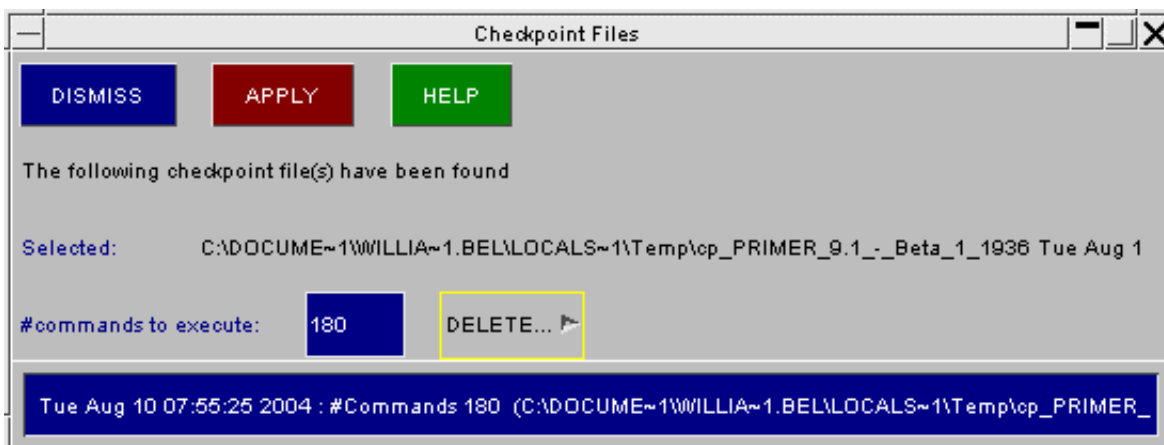 Checkpoint Files
DISMISS APPLY HELP
The following checkpoint file(s) have been found
Selected: C:\DOCUME~1\WILLIA~1.BEL\LOCALS~1\Temp\cp_PRIMER_9.1_-_Beta_1_1936 Tue Aug 1
#commands to execute: 180 DELETE...
Tue Aug 10 07:55:25 2004 : #Commands 180 (C:\DOCUME~1\WILLIA~1.BEL\LOCALS~1\Temp\cp_PRIMER_